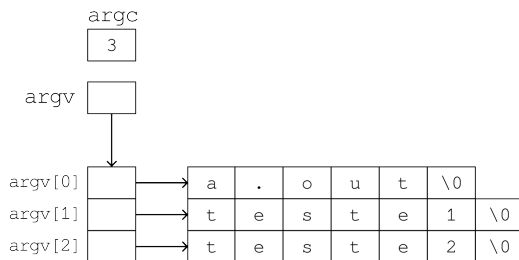 argc
3
argv
argv[0] a . o u t \0
argv[1] t e s t e 1 \0
argv[2] t e s t e 2 \0